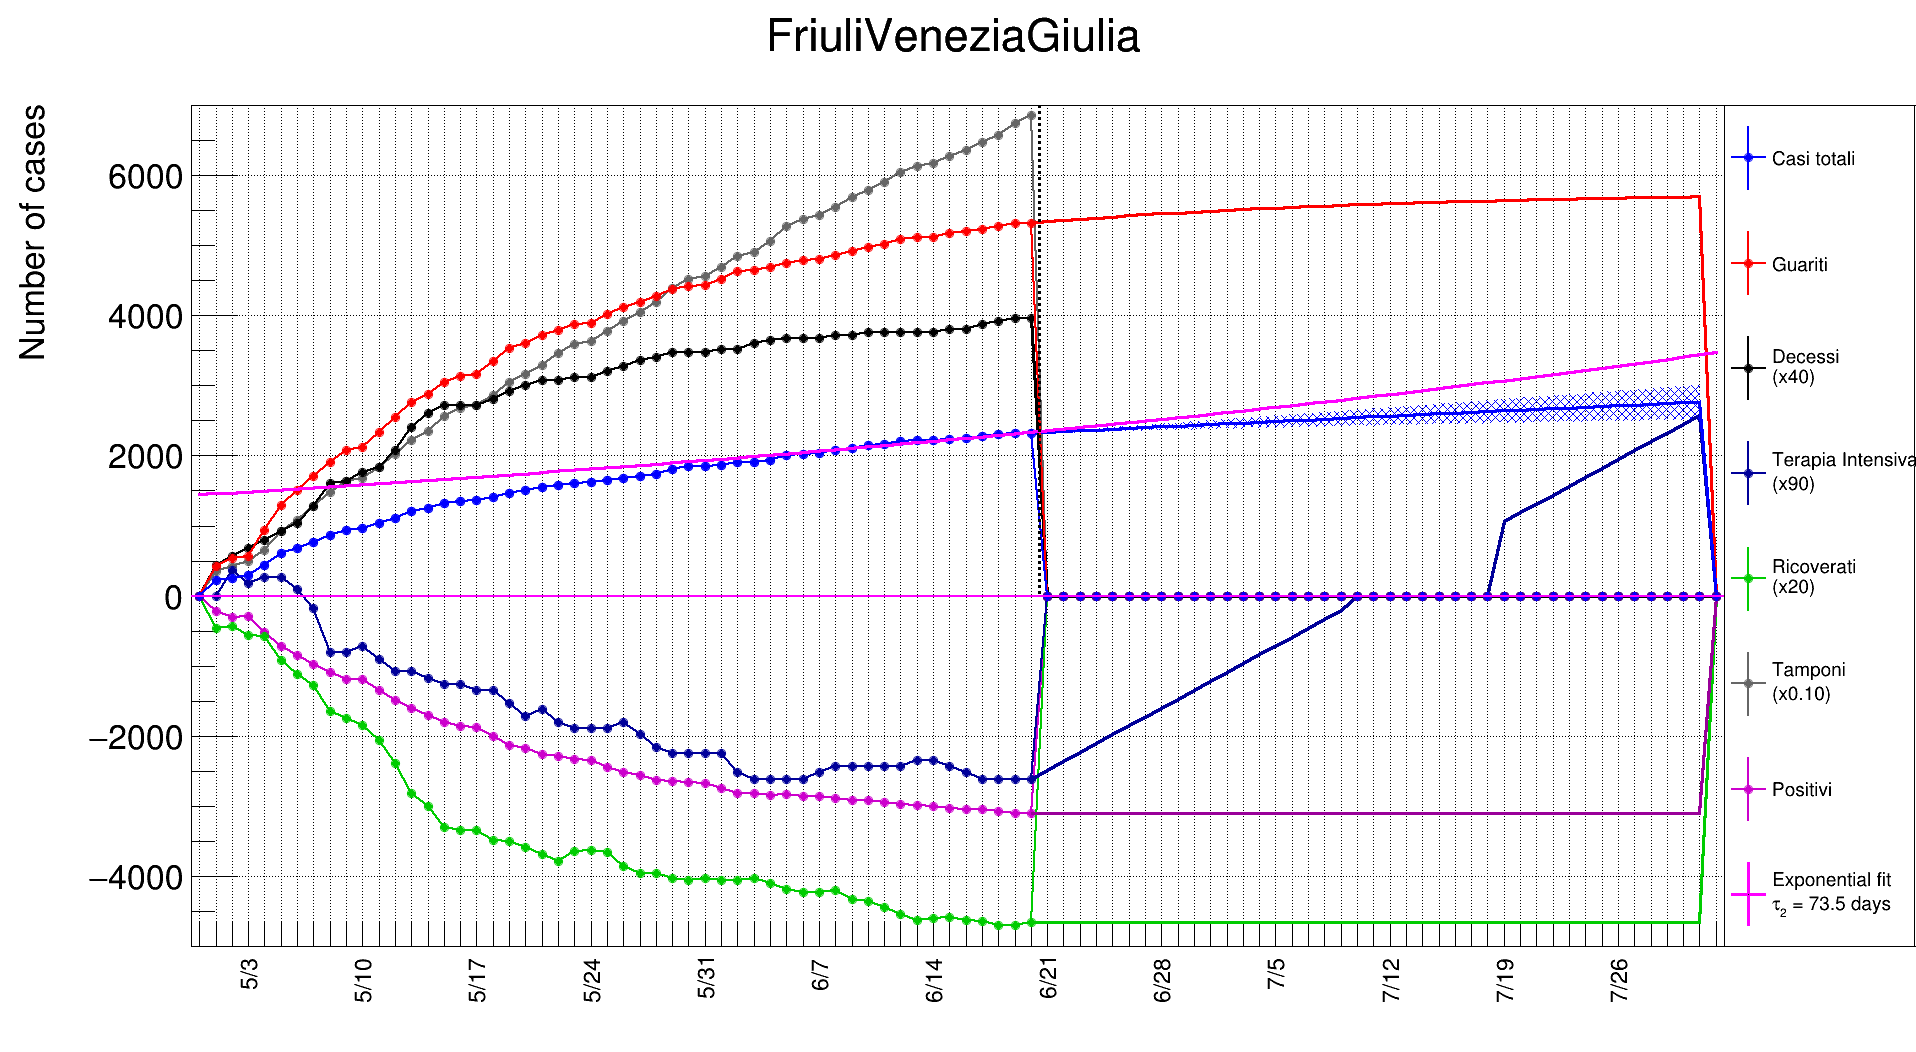 FriuliVeneziaGiulia
Number of cases
6000
4000
2000
0
−2000
−4000
5/3
5/10
5/17
5/24
5/31
6/7
6/14
6/21
6/28
7/5
7/12
7/19
7/26
Casi totali
Guariti
Decessi
(x40)
Terapia Intensiva
(x90)
Ricoverati
(x20)
Tamponi
(x0.10)
Positivi
Exponential fit
τ₂ = 73.5 days